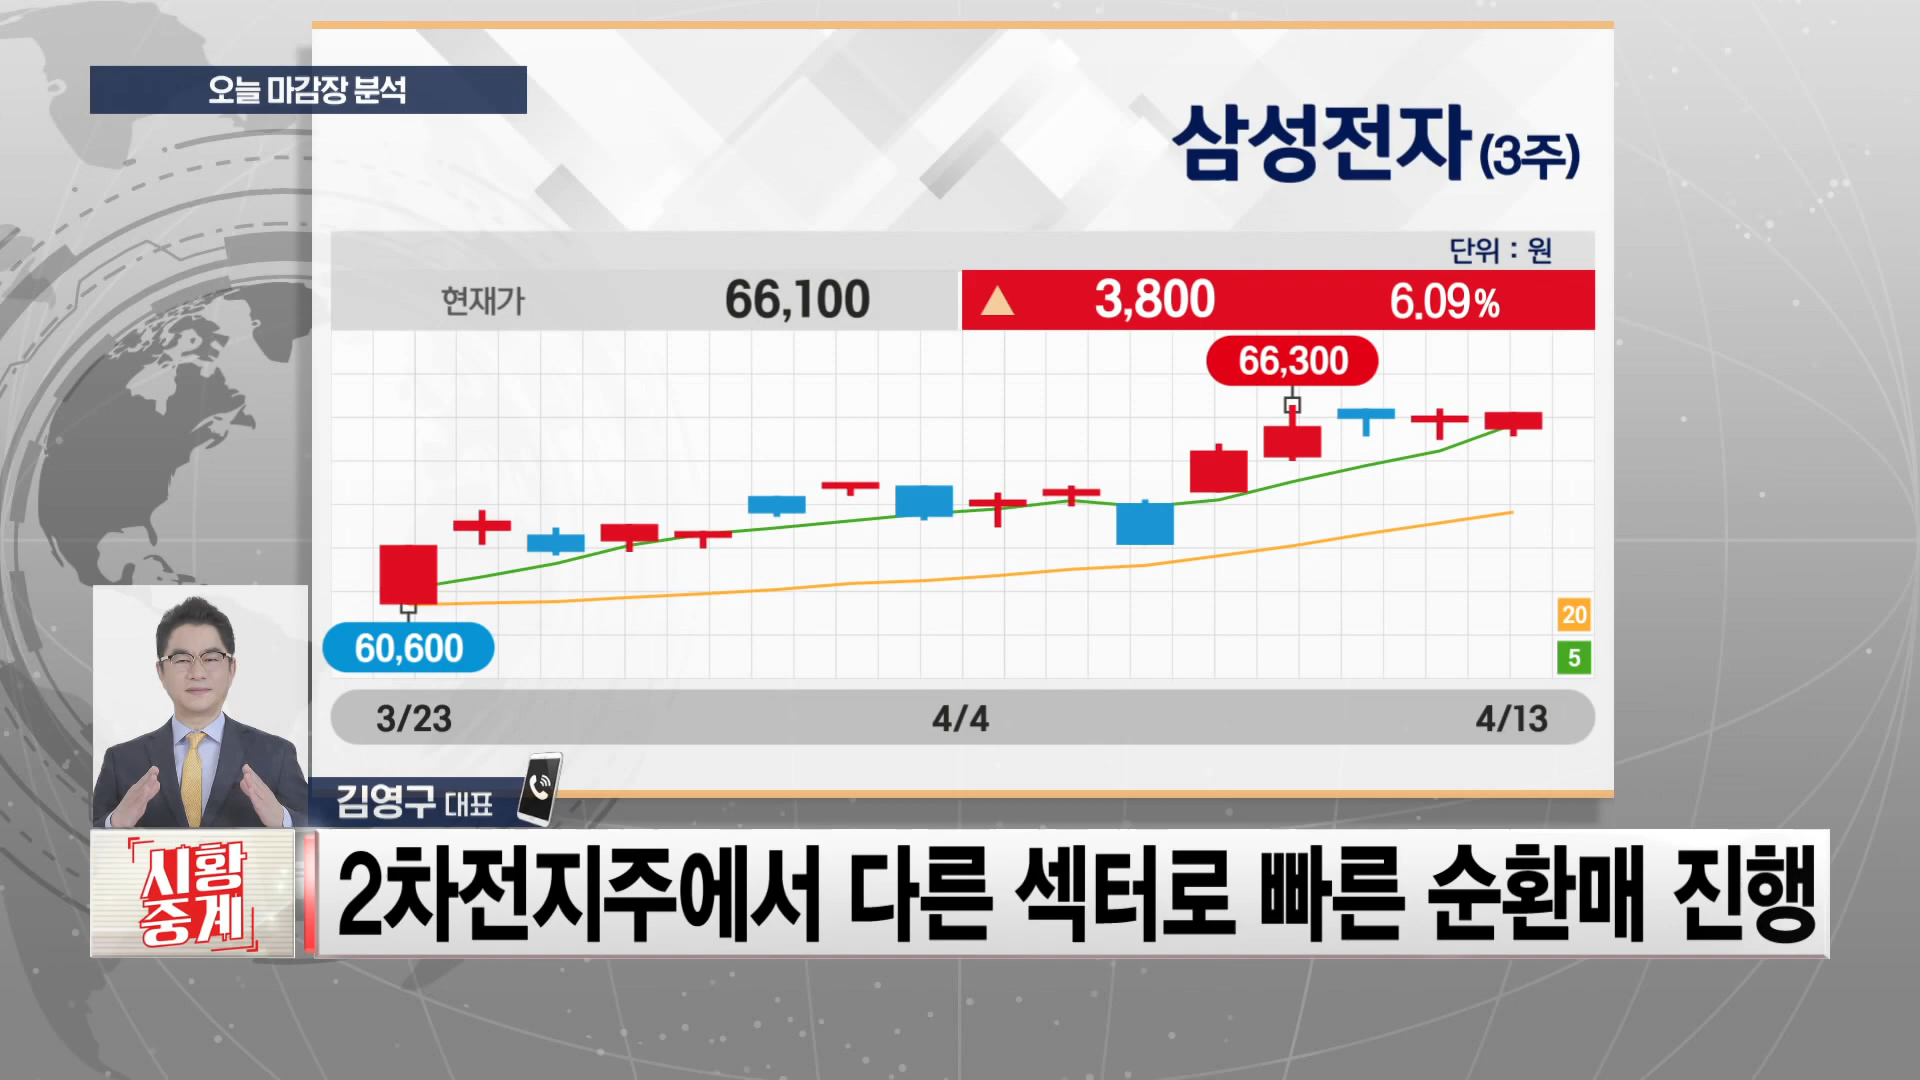 오늘 마감장 분석
삼성전자 (3주)
단위 : 원
현재가 66,100 ▲ 3,800 6.09%
66,300
60,600
20
5
3/23 4/4 4/13
김영구 대표
시황
중계
2차전지주에서 다른 섹터로 빠른 순환매 진행